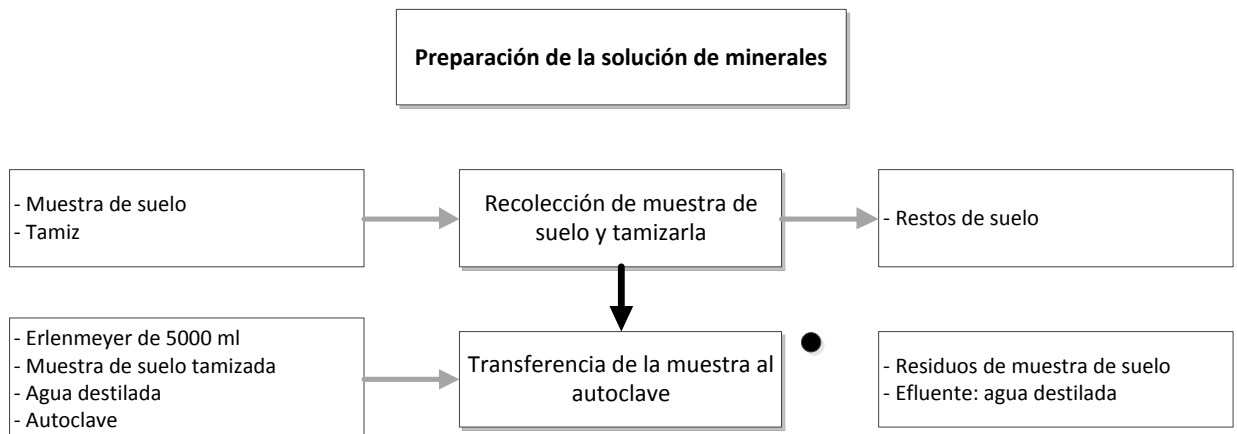 Preparación de la solución de minerales
- Muestra de suelo
- Tamiz
Recolección de muestra de
suelo y tamizarla
- Restos de suelo
- Erlenmeyer de 5000 ml
- Muestra de suelo tamizada
- Agua destilada
- Autoclave
Transferencia de la muestra al
autoclave
- Residuos de muestra de suelo
- Efluente: agua destilada